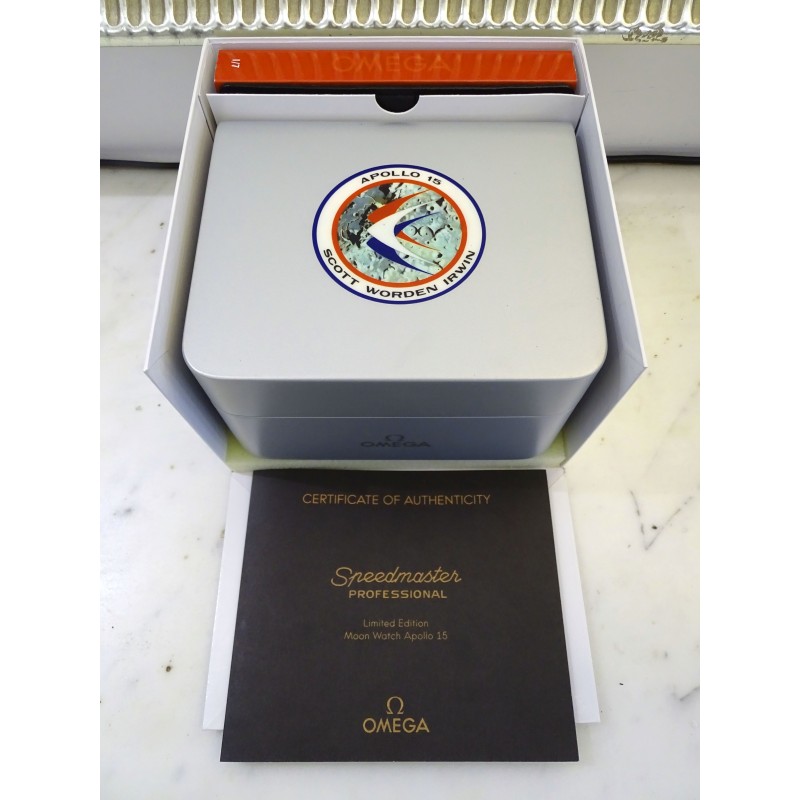 OMEGA
APOLLO 15
SCOTT WORDEN IRWIN
Ω
OMEGA
CERTIFICATE OF AUTHENTICITY
Speedmaster
PROFESSIONAL
Limited Edition
Moon Watch Apollo 15
Ω
OMEGA